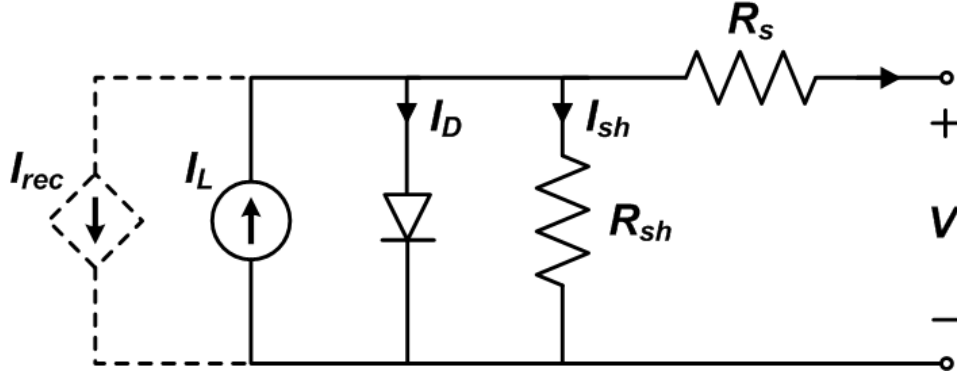 R_s
I_rec
I_L
I_D
I_sh
R_sh
+
V
−